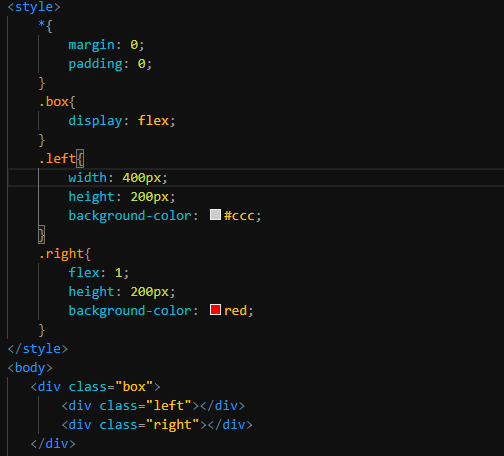 <style>
    *{
        margin: 0;
        padding: 0;
    }
    .box{
        display: flex;
    }
    .left{
        width: 400px;
        height: 200px;
        background-color: #ccc;
    }
    .right{
        flex: 1;
        height: 200px;
        background-color: red;
    }
</style>
<body>
   <div class="box">
       <div class="left"></div>
       <div class="right"></div>
   </div>